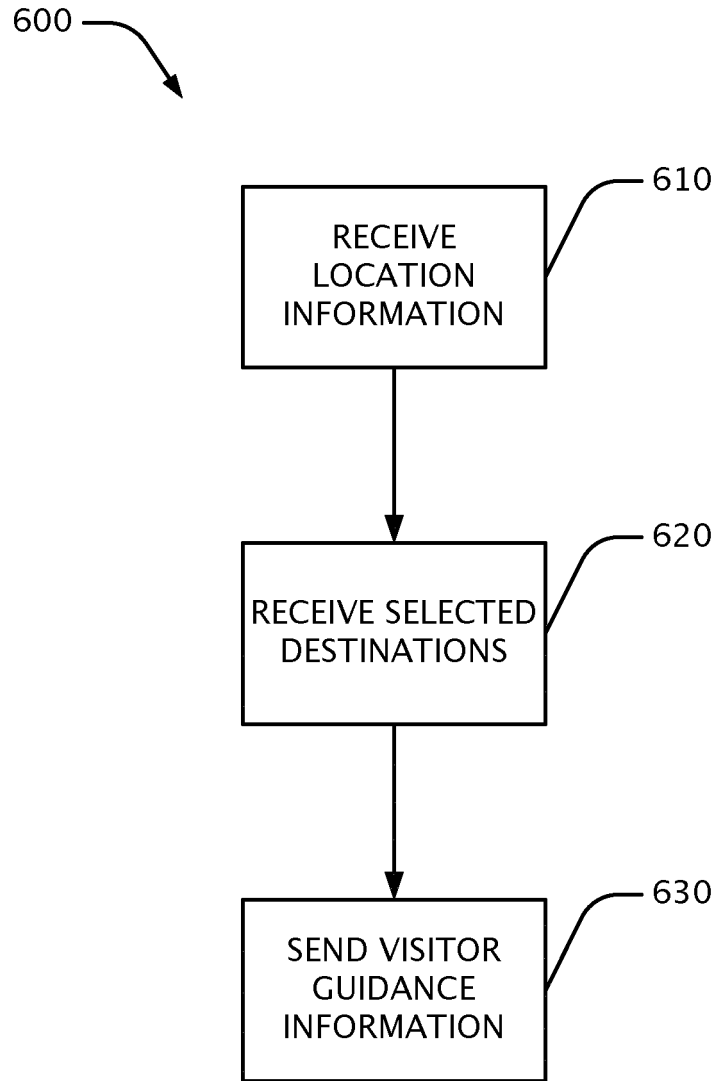 600
610
RECEIVE
LOCATION
INFORMATION
620
RECEIVE SELECTED
DESTINATIONS
630
SEND VISITOR
GUIDANCE
INFORMATION